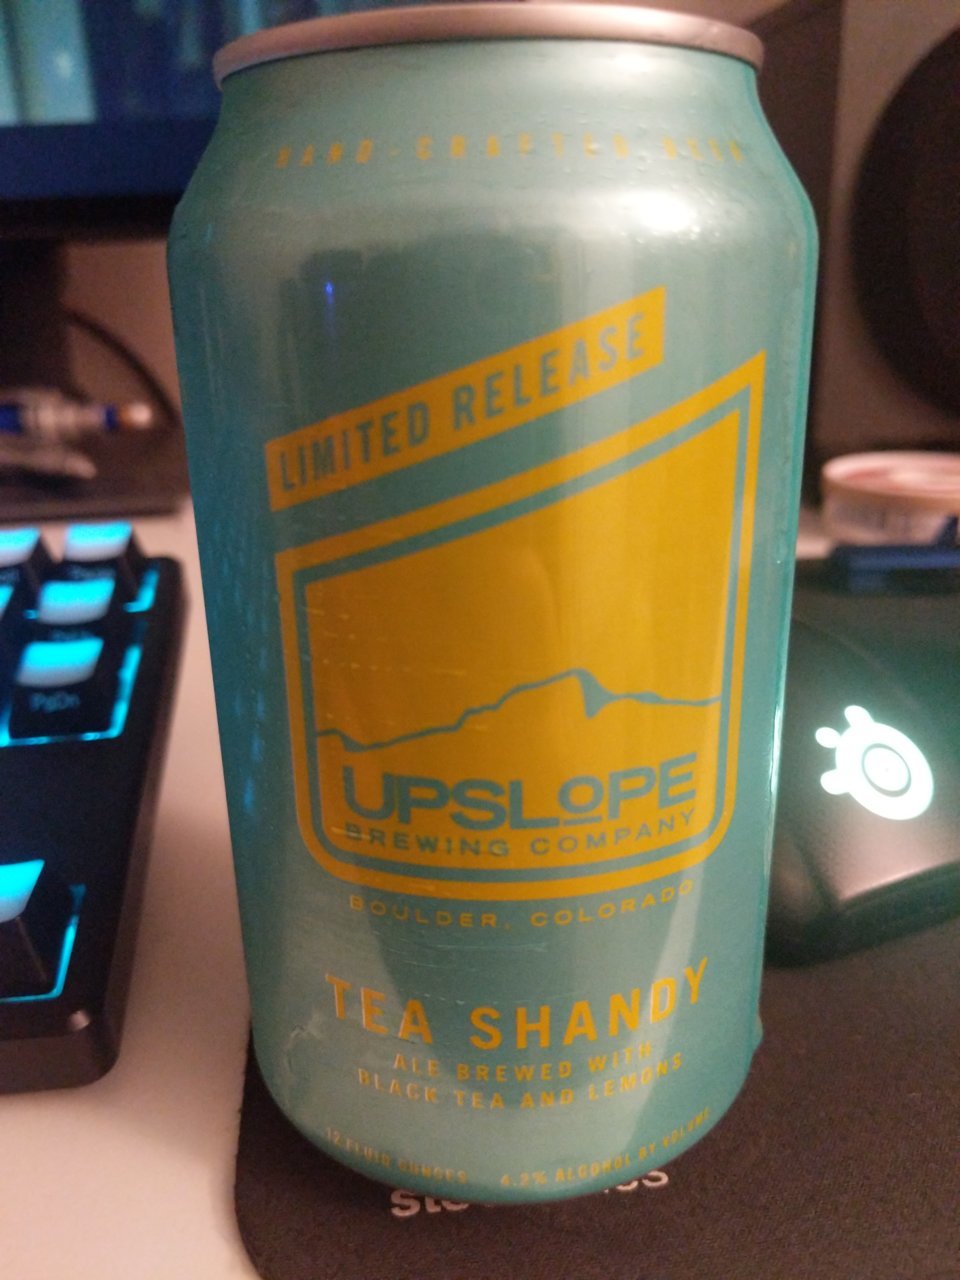 HAND-CRAFTED BEER
LIMITED RELEASE
UPSLOPE
BREWING COMPANY
BOULDER, COLORADO
TEA SHANDY
ALE BREWED WITH
BLACK TEA AND LEMONS
12 FLUID OUNCES 4.2% ALCOHOL BY VOLUME
PgDn